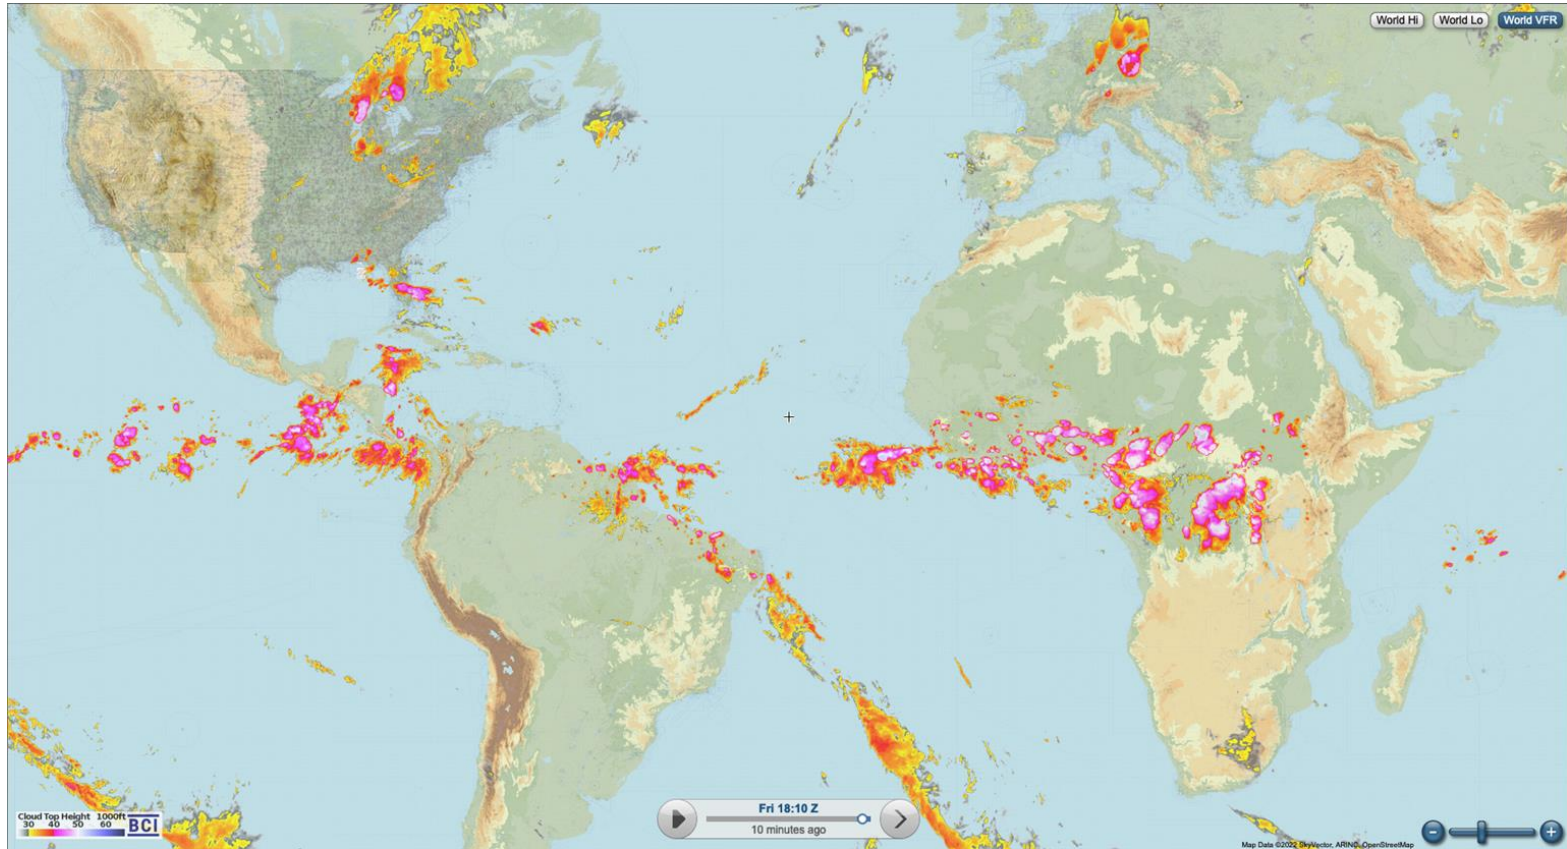 World Hi World Lo World VFR
Fri 18:10 Z
10 minutes ago
Cloud Top Height 1000ft
30 40 50 60
BCI
Map Data ©2022 SkyVector, ARINC, OpenStreetMap